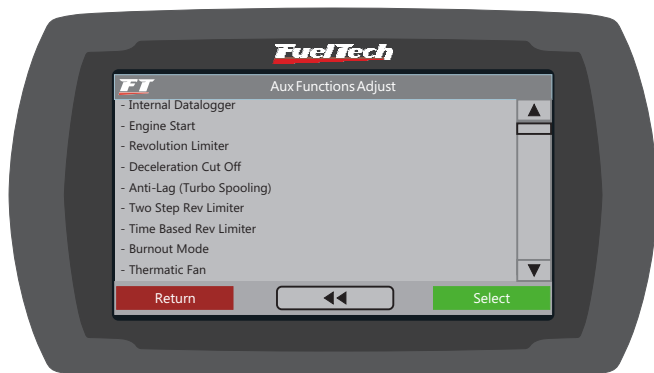 FuelTech
FT Aux Functions Adjust
- Internal Datalogger
- Engine Start
- Revolution Limiter
- Deceleration Cut Off
- Anti-Lag (Turbo Spooling)
- Two Step Rev Limiter
- Time Based Rev Limiter
- Burnout Mode
- Thermatic Fan
Return Select